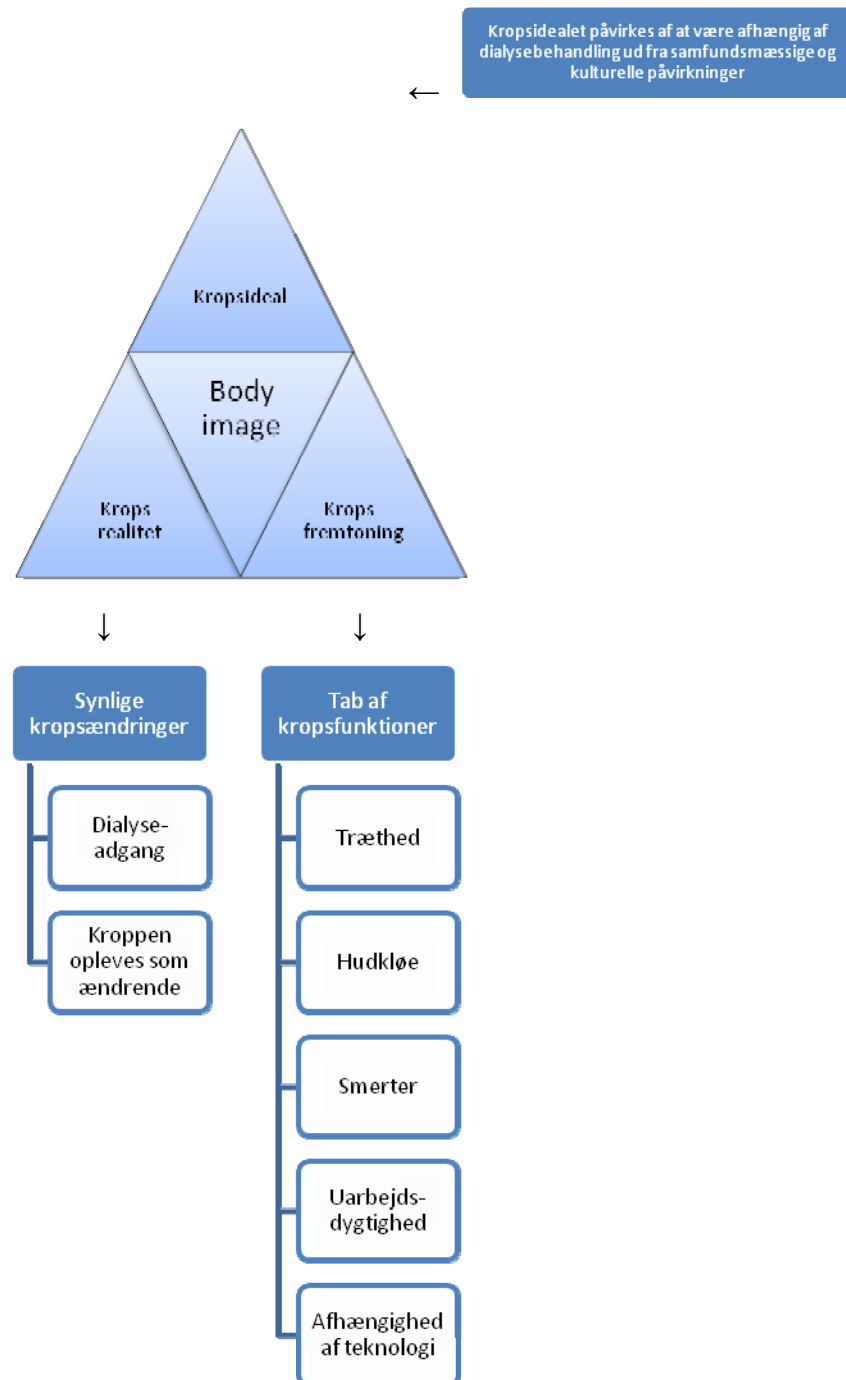 Kropsidealet påvirkes af at være afhængig af
dialysebehandling ud fra samfundsmæssige og
kulturelle påvirkninger
←
Kropsideal
Body
image
Krops
realitet
Krops
fremtoning
↓
↓
Synlige
kropsændringer
Dialyse-
adgang
Kroppen
opleves som
ændrende
Tab af
kropsfunktioner
Træthed
Hudkløe
Smerter
Uarbejds-
dygtighed
Afhængighed
af teknologi